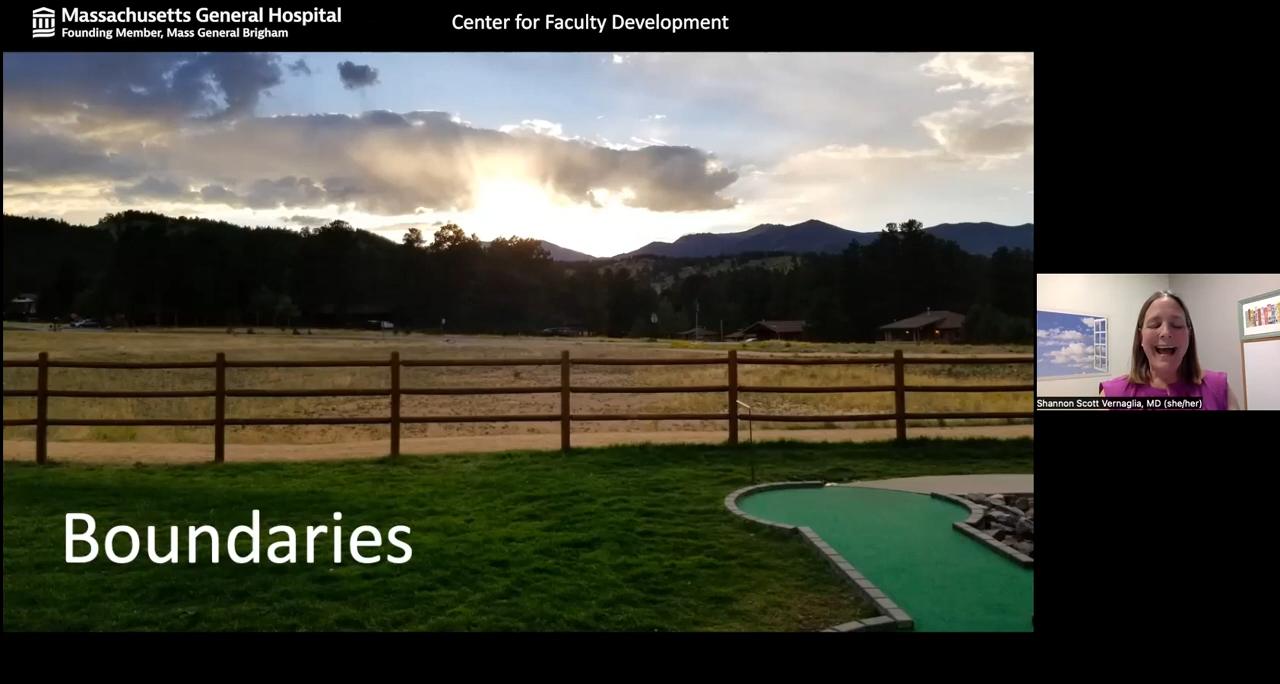 Massachusetts General Hospital
Founding Member, Mass General Brigham
Center for Faculty Development
Shannon Scott Vernaglia, MD (she/her)
Boundaries